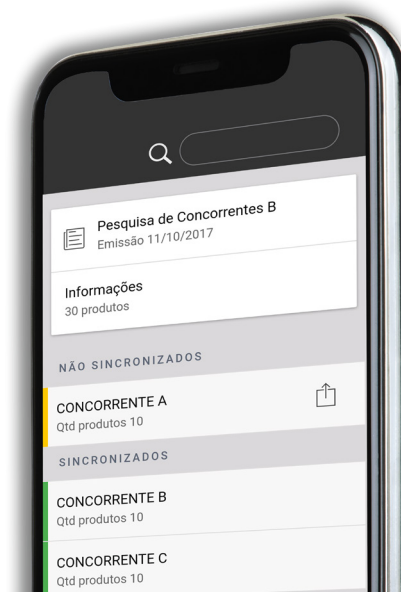 Pesquisa de Concorrentes B
Emissão 11/10/2017
Informações
30 produtos
NÃO SINCRONIZADOS
CONCORRENTE A
Qtd produtos 10
SINCRONIZADOS
CONCORRENTE B
Qtd produtos 10
CONCORRENTE C
Qtd produtos 10